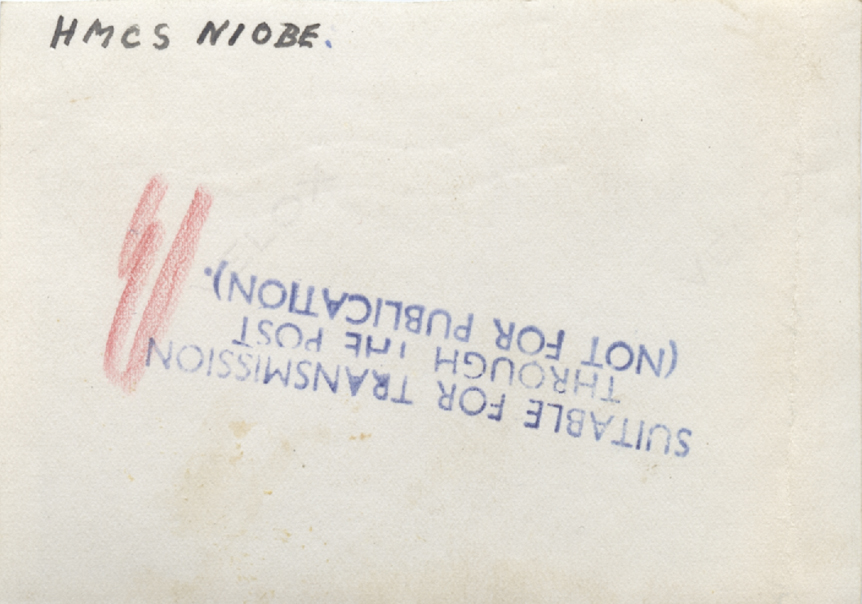 HMCS NIOBE.
SUITABLE FOR TRANSMISSION
THROUGH THE POST
(NOT FOR PUBLICATION).